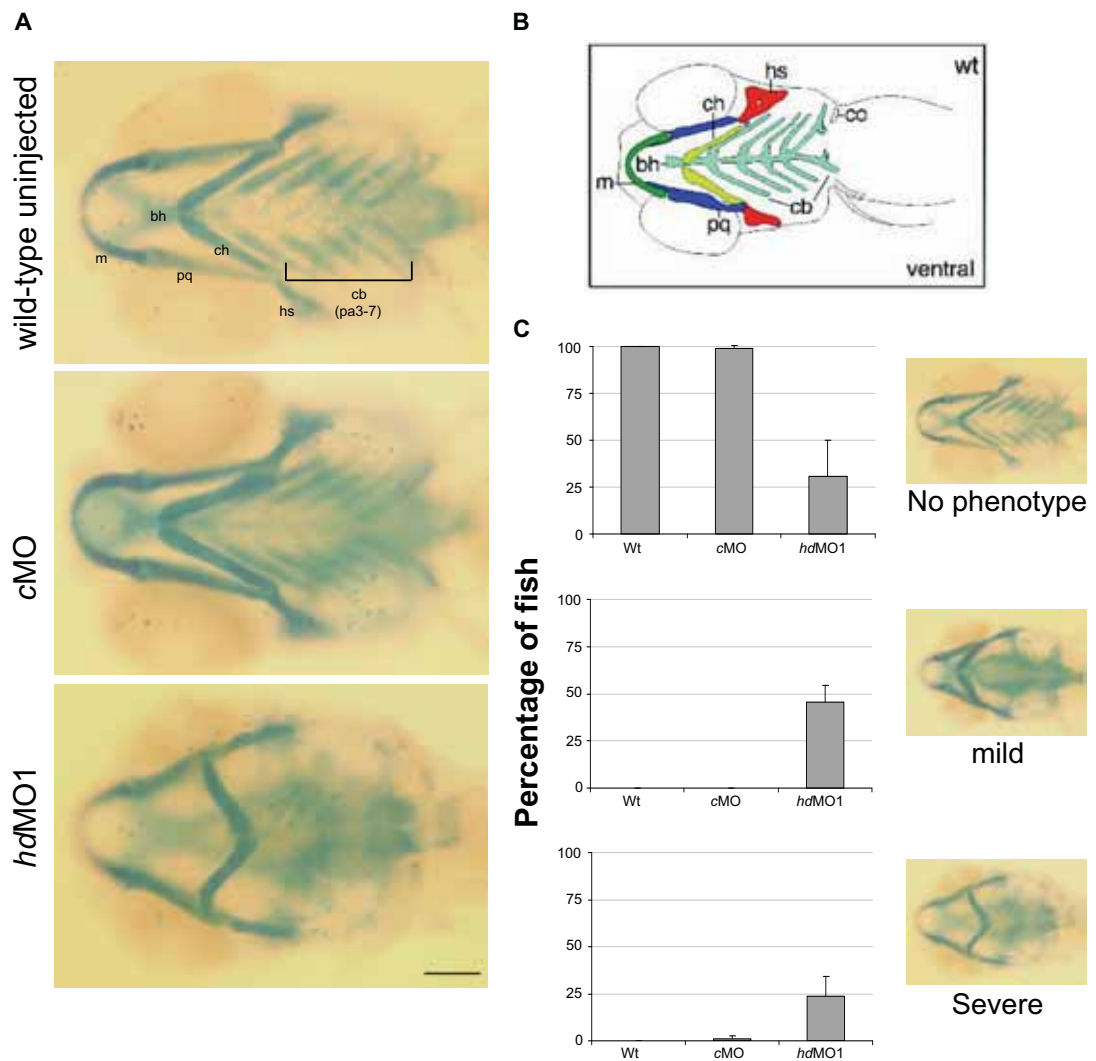 A
wild-type uninjected
bh
m
ch
pq
cb
hs
(pa3-7)
cMO
hdMO1
B
hs
wt
ch
co
bh
m
cb
pq
ventral
C
Percentage of fish
100
75
50
25
0
Wt
cMO
hdMO1
No phenotype
100
75
50
25
0
Wt
cMO
hdMO1
mild
100
75
50
25
0
Wt
cMO
hdMO1
Severe